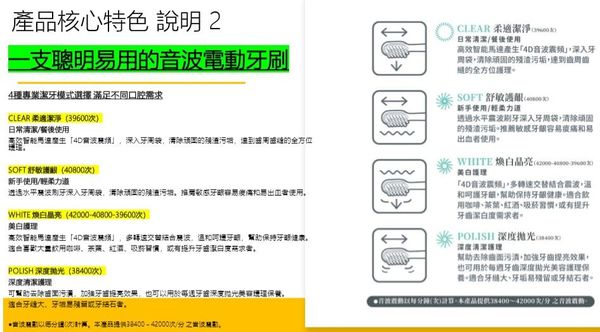 產品核心特色 說明 2
一支聰明易用的音波電動牙刷
4種專業潔牙模式選擇 滿足不同口腔需求
CLEAR 柔適潔淨 (39600次)
日常清潔/餐後使用
高效智能馬達產生「4D音波震頻」，深入牙周袋，清除頑固的殘渣污垢，達到齒周齒縫的全方位
護理。
SOFT 舒敏護齦 (40800次)
新手使用/輕柔力道
透過水平震波刷牙深入牙周袋，清除頑固的殘渣污垢。推薦敏感牙齦容易痠痛和易出血者使用。
WHITE 煥白晶亮 (42000-40800-39600次)
美白護理
高效智能馬達產生「4D音波震頻」，多轉速交替結合震波，溫和呵護牙齦，幫助保持牙齦健康。
適合喜歡大量飲用咖啡、茶葉、紅酒、吸菸習慣，或有提升牙齒潔白度需求者。
POLISH 深度拋光 (38400次)
深度清潔護理
可幫助去除齒面污漬，加強牙齒提亮效果，也可以用於每週牙齒深度拋光美容護理保養。
適合牙縫大、牙垢易殘留或牙結石者。
●音波震動以每分鐘(次)計算。本產品提供38400～42000次/分 之音波震動。
CLEAR 柔適潔淨(39600次)
日常清潔/餐後使用
高效智能馬達產生「4D音波震頻」，深入牙
周袋，清除頑固的殘渣污垢，達到齒周齒
縫的全方位護理。
SOFT 舒敏護齦(40800次)
新手使用/輕柔力道
透過水平震波刷牙深入牙周袋，清除頑固
的殘渣污垢。推薦敏感牙齦容易痠痛和易
出血者使用。
WHITE 煥白晶亮(42000-40800-39600次)
美白護理
「4D音波震頻」，多轉速交替結合震波，溫
和呵護牙齦，幫助保持牙齦健康。適合飲
用咖啡、茶葉、紅酒、吸菸習慣，或有提升
牙齒深白度需求者。
POLISH 深度拋光(38400次)
深度清潔護理
幫助去除齒面污漬，加強牙齒提亮效果，也
可用於每週牙齒深度拋光美容護理保
養。適合牙縫大、牙垢易殘留或牙結石者。
●音波震動以每分鐘(次)計算，本產品提供38400~42000次/分 之音波震動。